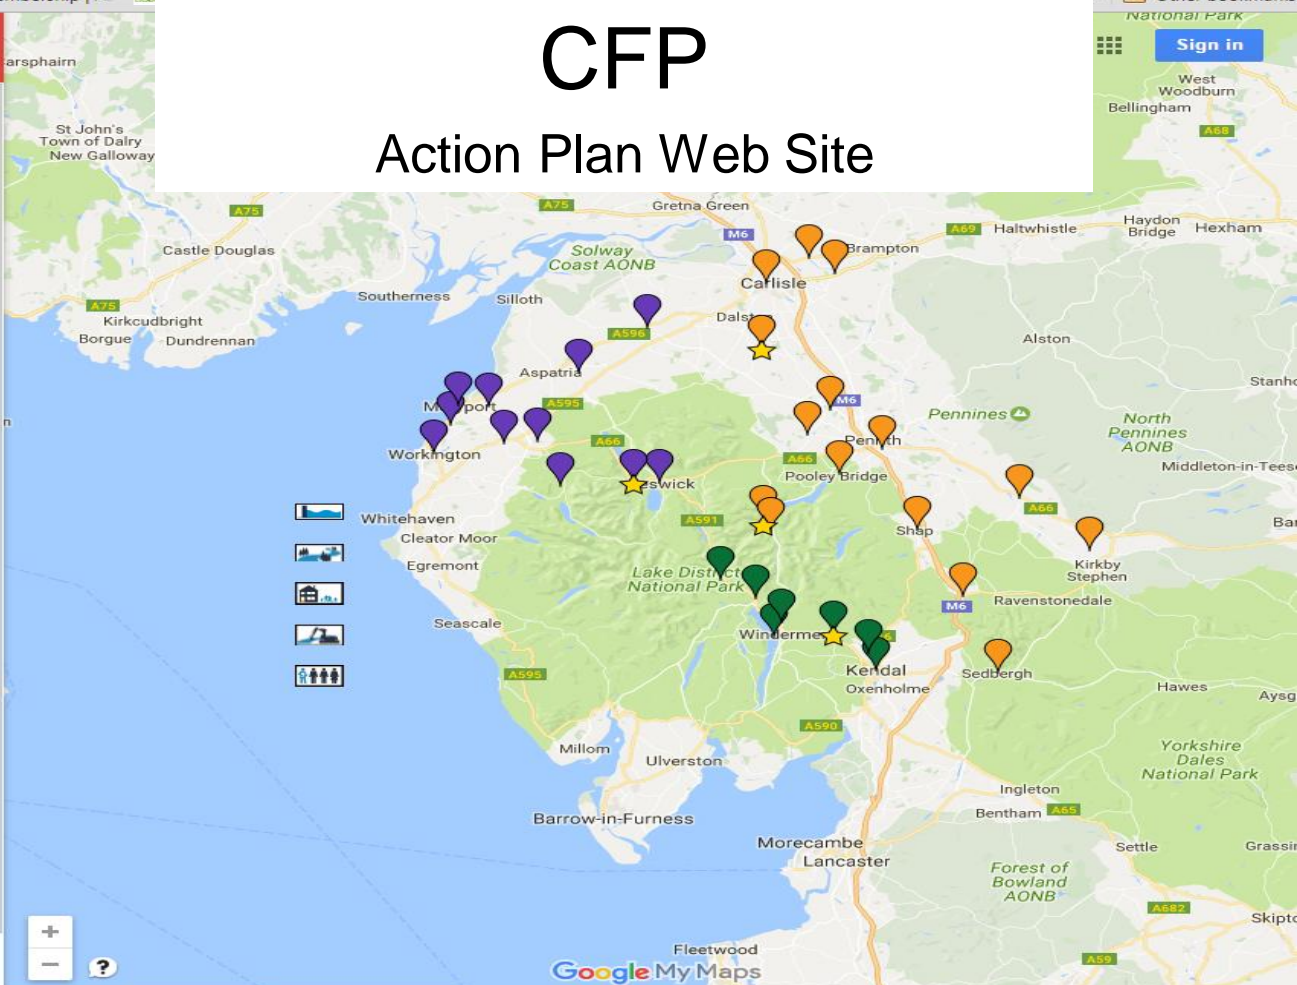 CFP
Action Plan Web Site
National Park
Sign in
Carsphairn
West
Woodburn
Bellingham
A68
St John's
Town of Dalry
New Galloway
A75
A75
Gretna Green
M6
A69
Haltwhistle
Haydon
Bridge
Hexham
Castle Douglas
Solway
Coast AONB
Brampton
Carlisle
Southerness
Silloth
A75
Kirkcudbright
Borgue
Dundrennan
A596
Alston
Aspatria
A595
M6
Pennines
North
Pennines
AONB
A66
Workington
A66
Pooley Bridge
Middleton-in-Tees
A66
Whitehaven
Cleator Moor
A591
Shap
Egremont
Lake District
National Park
Kirkby
Stephen
M6
Ravenstonedale
Seascale
Kendal
Oxenholme
Sedbergh
A595
Hawes
A590
Millom
Ulverston
Yorkshire
Dales
National Park
Ingleton
Bentham
A65
Barrow-in-Furness
Morecambe
Lancaster
Settle
Forest of
Bowland
AONB
A682
Fleetwood
A59
Google My Maps
+
−
?